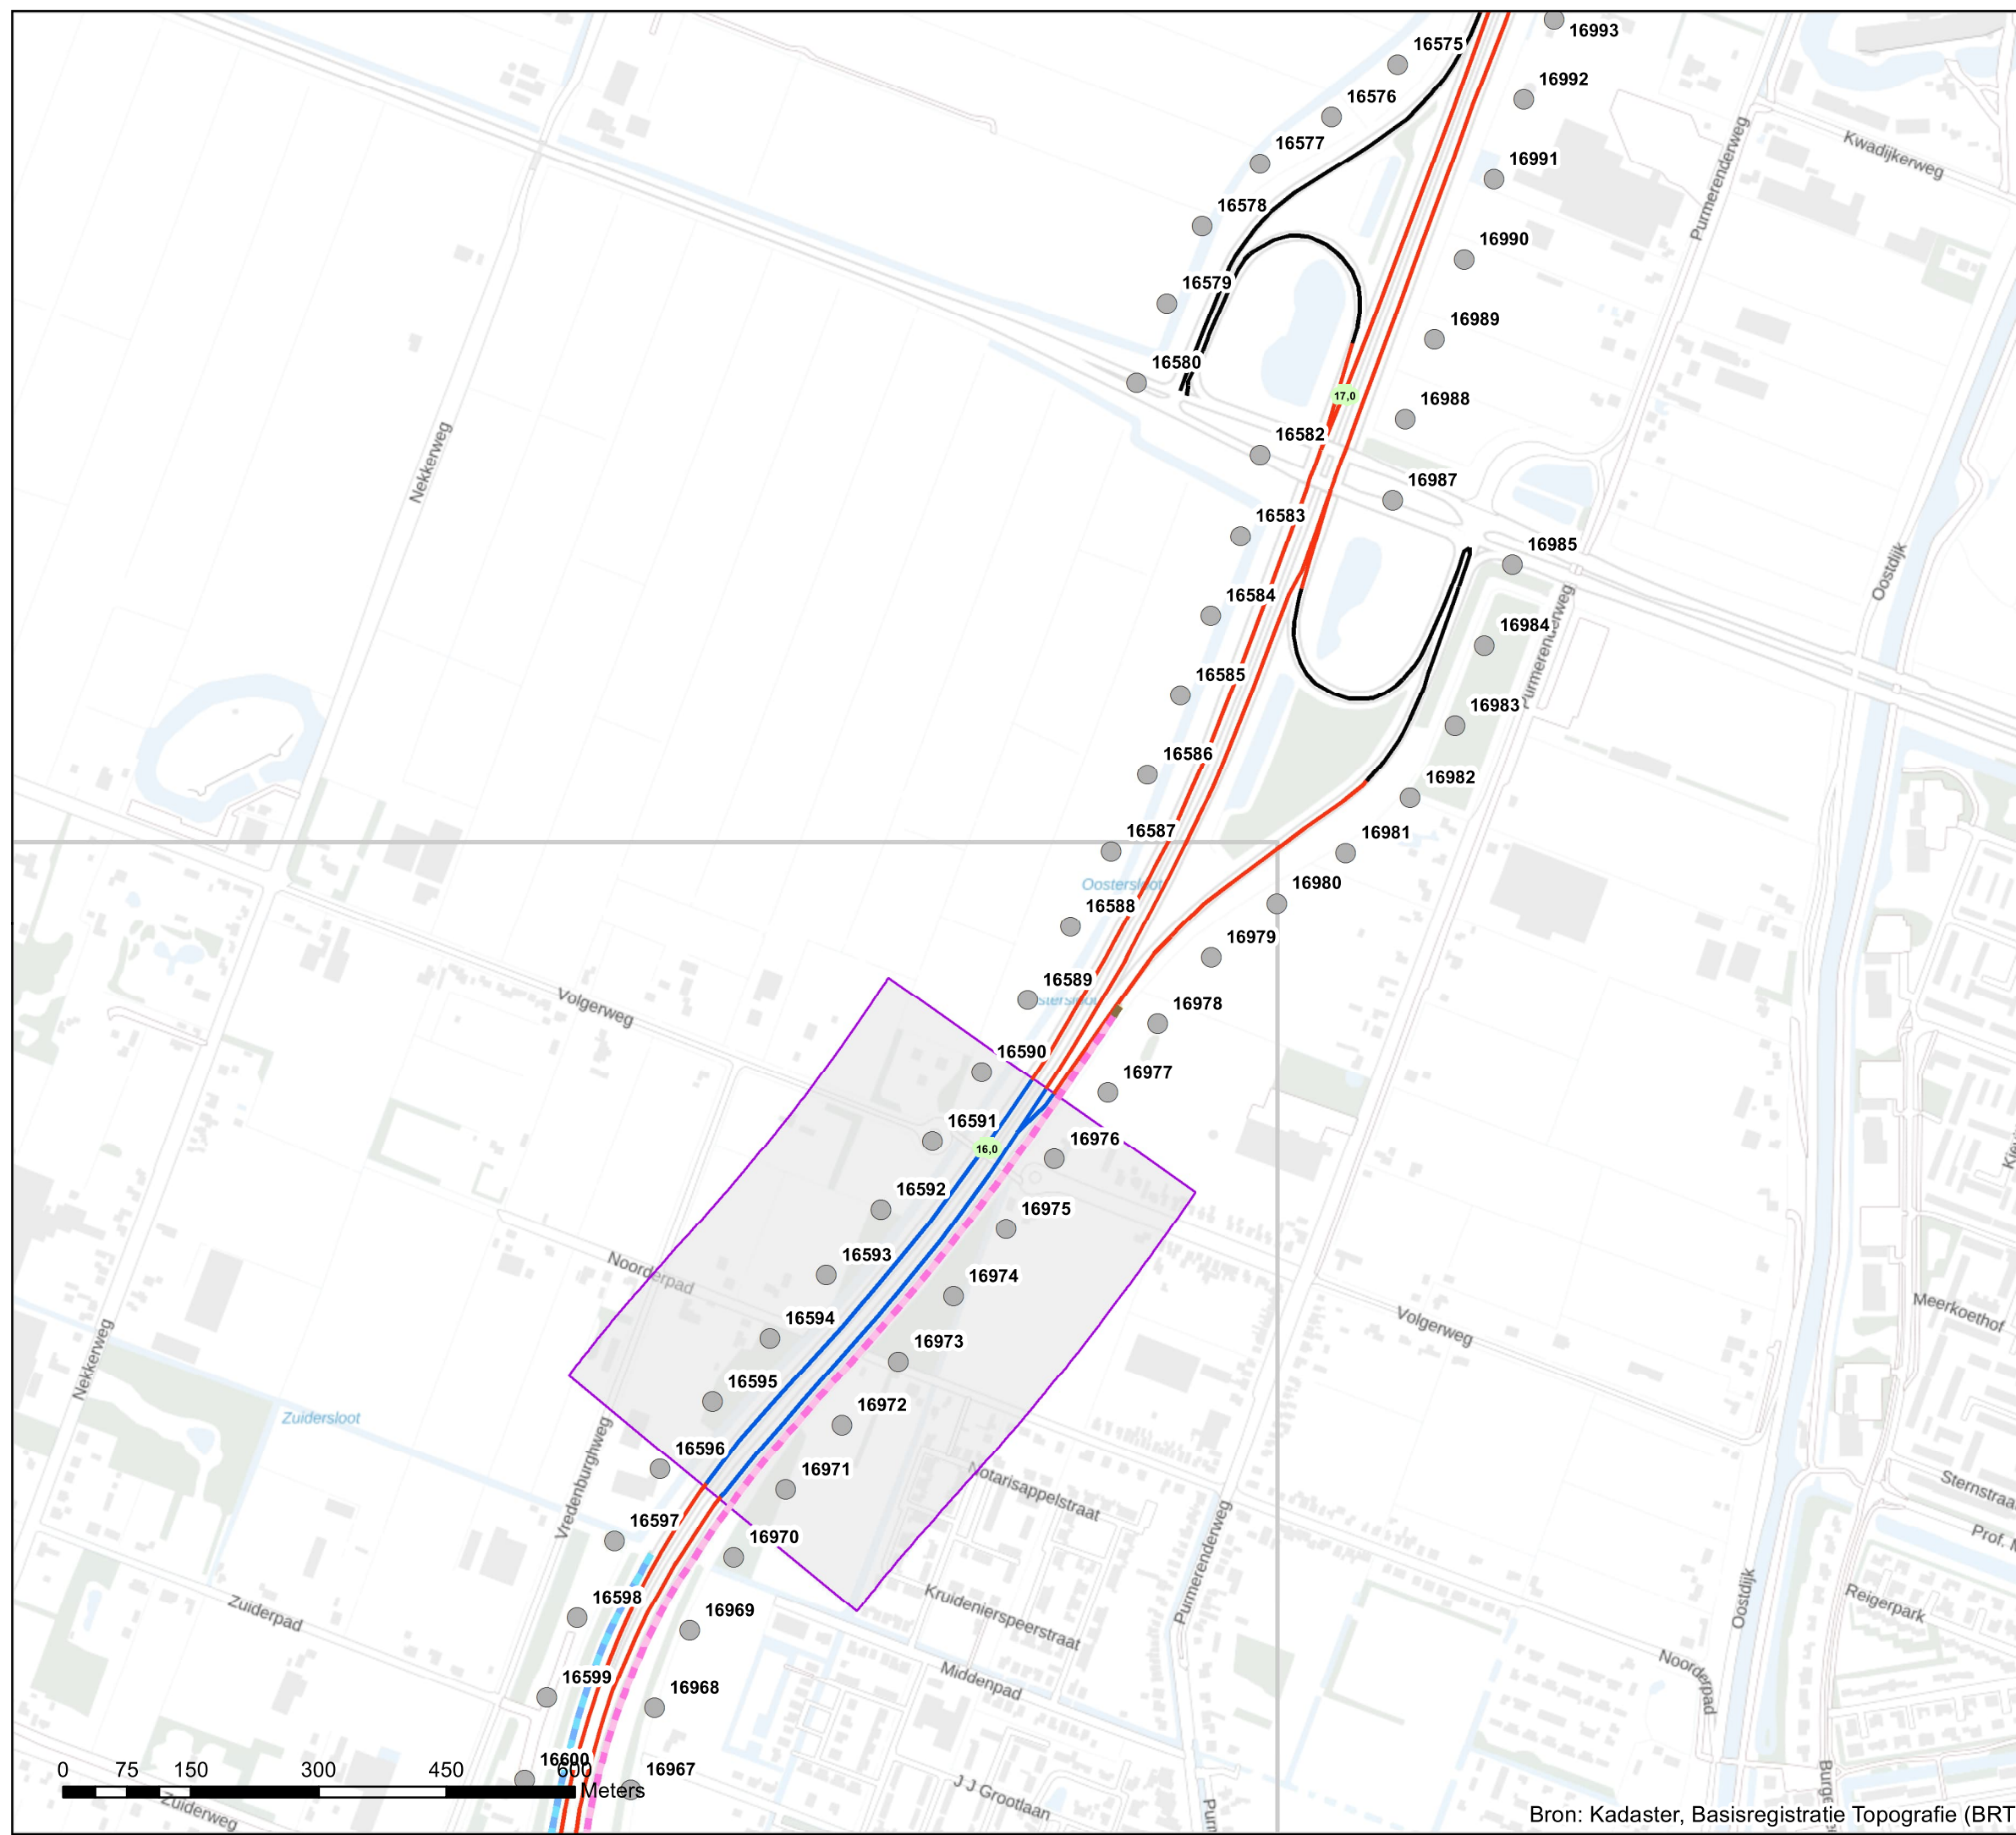 16993
16575
16992
16576
Kwadijkerweg
16577
16991
Purmerenderweg
16578
16990
16579
16989
16580
17,0
16988
16582
Nekkerweg
16987
16583
16985
Oostdijk
16584
16984
Purmerenderweg
16585
16983
16586
16982
16587
16981
Oostersloot
16980
16588
16979
16589
Volgerweg
16978
16590
16977
16591
16976
16,0
16592
16975
16593
Noorderpad
16974
16594
Meerkoethof
16973
Volgerweg
Nekkerweg
16595
16972
Zuidersloot
16596
16971
Vredenburghweg
Notarisappelstraat
16597
16970
Purmerenderweg
Prof.
16598
Zuiderpad
16969
Kruidenierspeerstraat
Oostdijk
Reigerpark
16599
16968
Middenpad
Noorderpad
16600
16967
0 75 150 300 450 600
Meters
Zuiderweg
J J Grootlaan
Bron: Kadaster, Basisregistratie Topografie (BRT